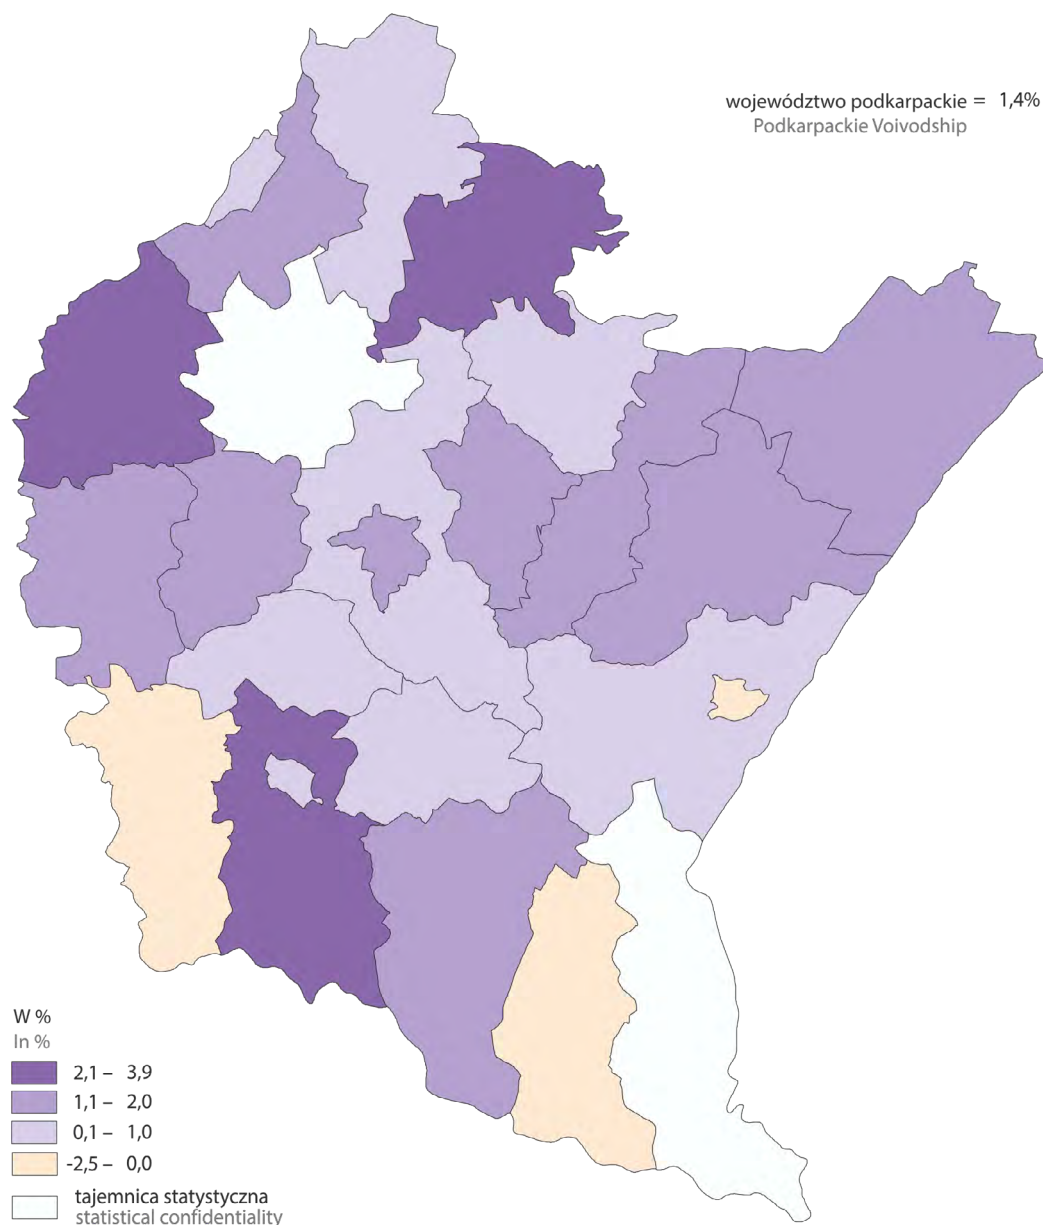 województwo podkarpackie = 1,4%
Podkarpackie Voivodship
W %
In %
2,1 – 3,9
1,1 – 2,0
0,1 – 1,0
-2,5 – 0,0
tajemnica statystyczna
statistical confidentiality